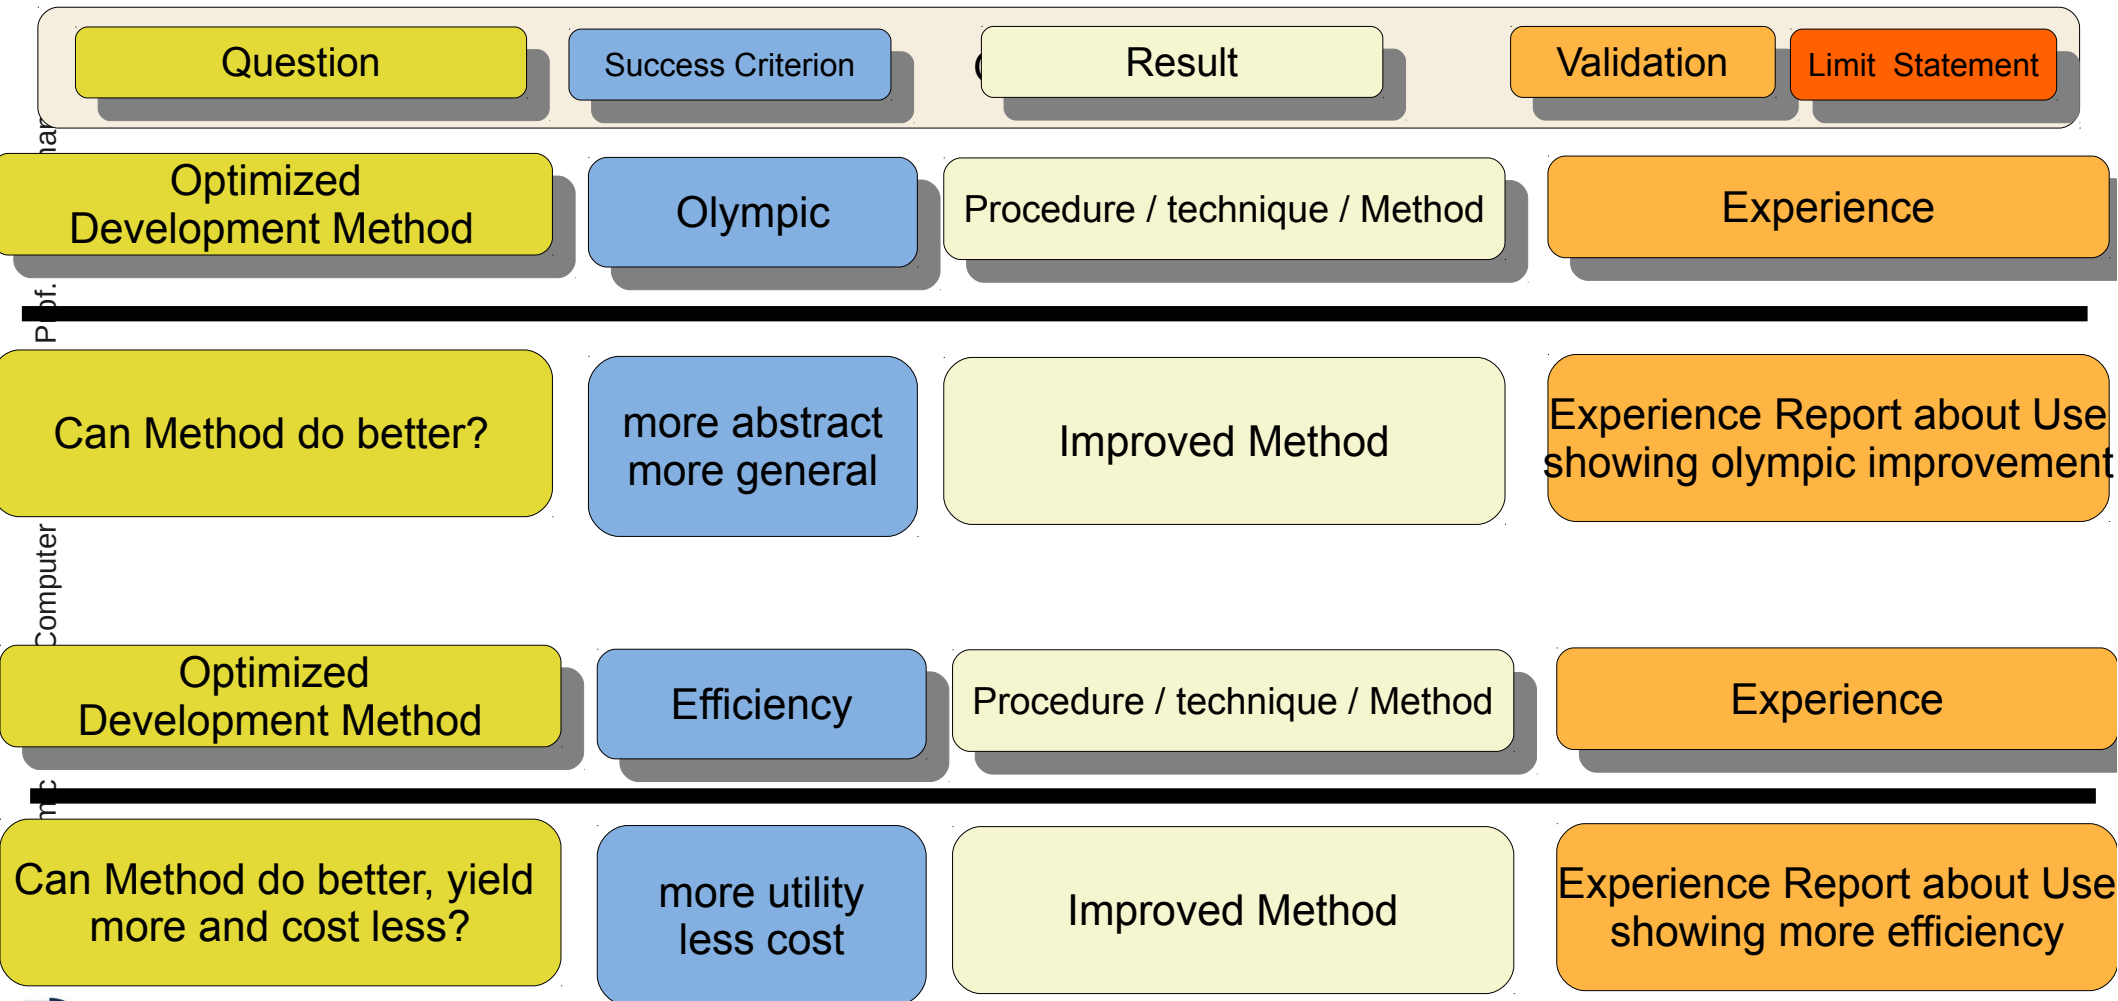 Question
Success Criterion
Result
Validation
Limit  Statement
Optimized
Development Method
Olympic
Procedure / technique / Method
Experience
Can Method do better?
more abstract
more general
Improved Method
Experience Report about Use
showing olympic improvement
Optimized
Development Method
Efficiency
Procedure / technique / Method
Experience
Can Method do better, yield
more and cost less?
more utility
less cost
Improved Method
Experience Report about Use
showing more efficiency
Computer
Prof.